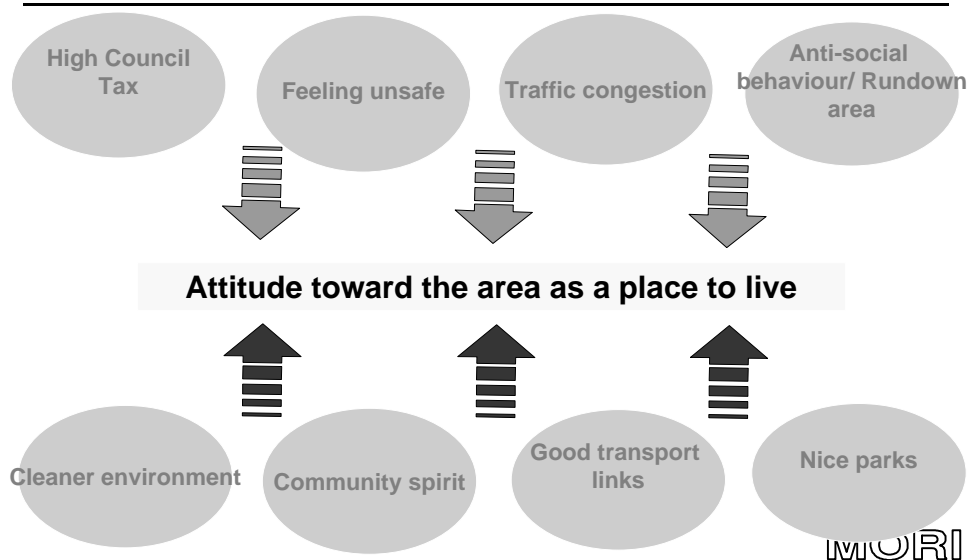 High Council
Tax
Feeling unsafe
Traffic congestion
Anti-social
behaviour/ Rundown
area
Attitude toward the area as a place to live
Cleaner environment
Community spirit
Good transport
links
Nice parks
MORI